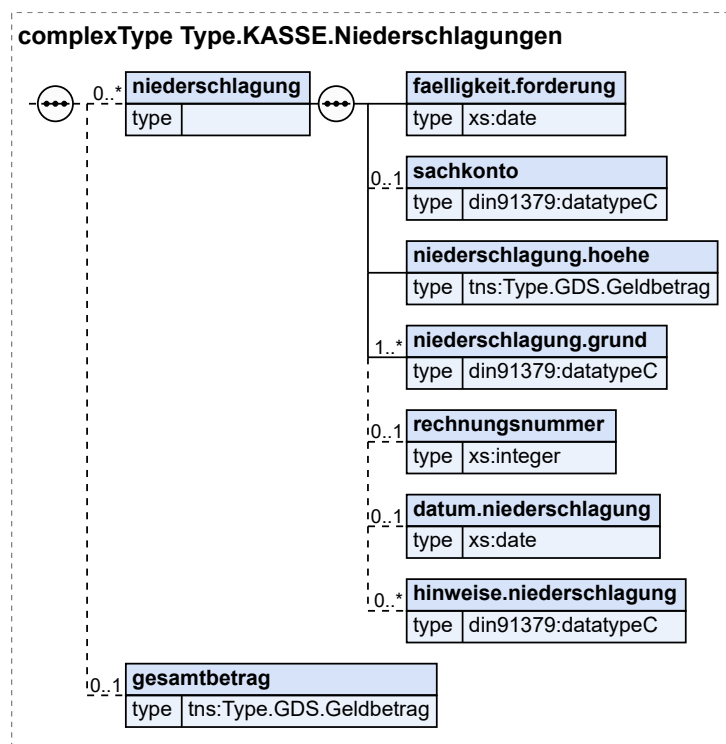 complexType Type.KASSE.Niederschlagungen
0..* niederschlagung
type
faelligkeit.forderung
type xs:date
0..1 sachkonto
type din91379:datatypeC
niederschlagung.hoehe
type tns:Type.GDS.Geldbetrag
1..* niederschlagung.grund
type din91379:datatypeC
0..1 rechnungsnummer
type xs:integer
0..1 datum.niederschlagung
type xs:date
0..* hinweise.niederschlagung
type din91379:datatypeC
0..1 gesamtbetrag
type tns:Type.GDS.Geldbetrag